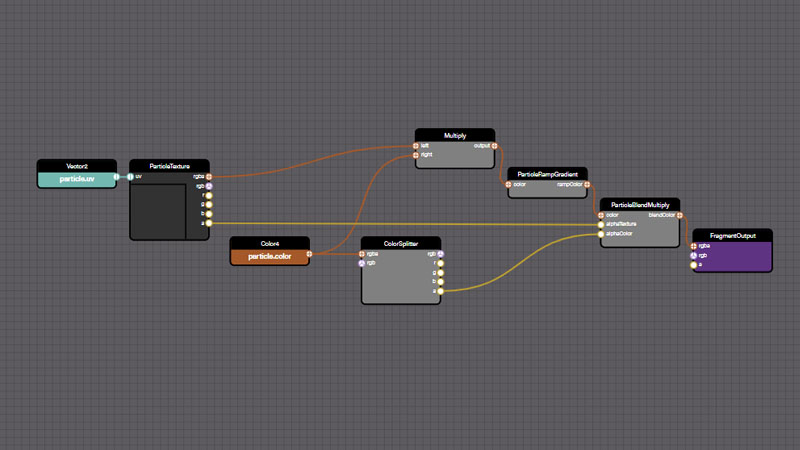 Vector2
particle.uv
ParticleTexture
uv
rgba
rgb
r
g
b
a
Multiply
left
right
output
Color4
particle.color
ColorSplitter
rgba
rgb
rgb
r
g
b
a
ParticleRampGradient
color
rampColor
ParticleBlendMultiply
color
alphaTexture
alphaColor
blendColor
FragmentOutput
rgba
rgb
a